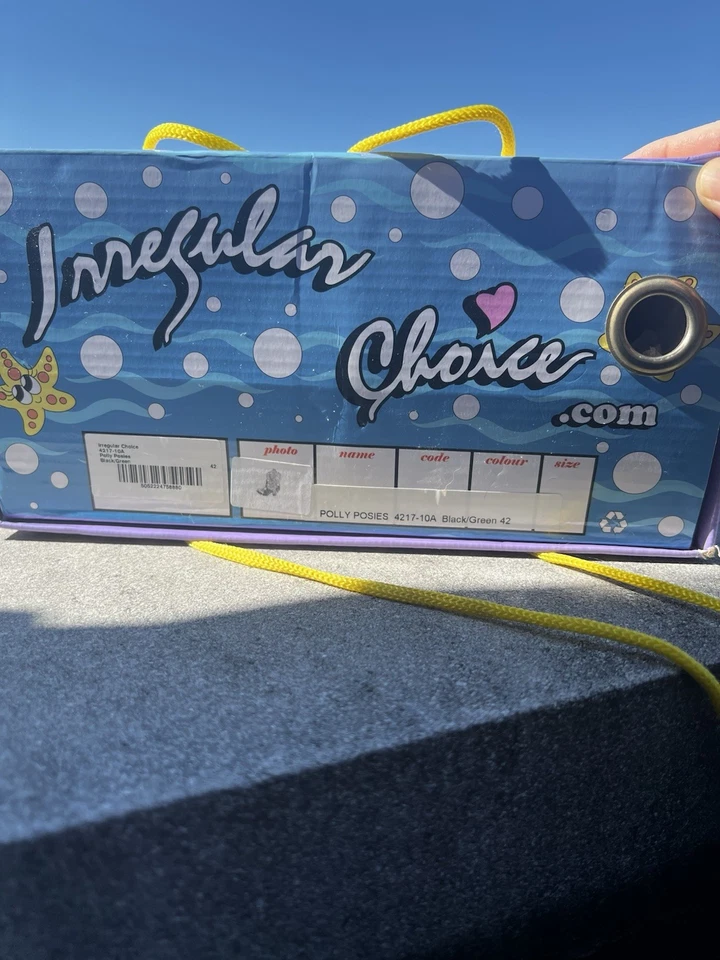 Irregular
Choice
.com
Irregular Choice
4217-10A
Polly Posies
Black/Green
42
photo name code colour size
POLLY POSIES 4217-10A Black/Green 42